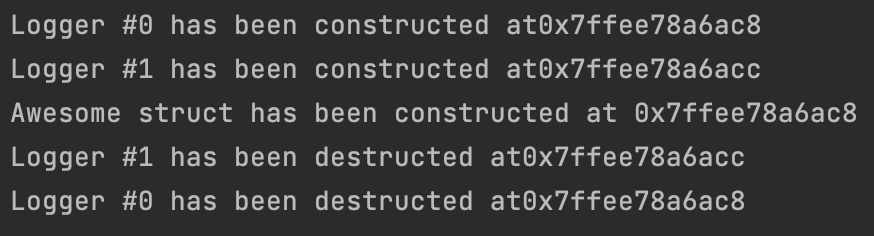 Logger #0 has been constructed at0x7ffee78a6ac8
Logger #1 has been constructed at0x7ffee78a6acc
Awesome struct has been constructed at 0x7ffee78a6ac8
Logger #1 has been destructed at0x7ffee78a6acc
Logger #0 has been destructed at0x7ffee78a6ac8